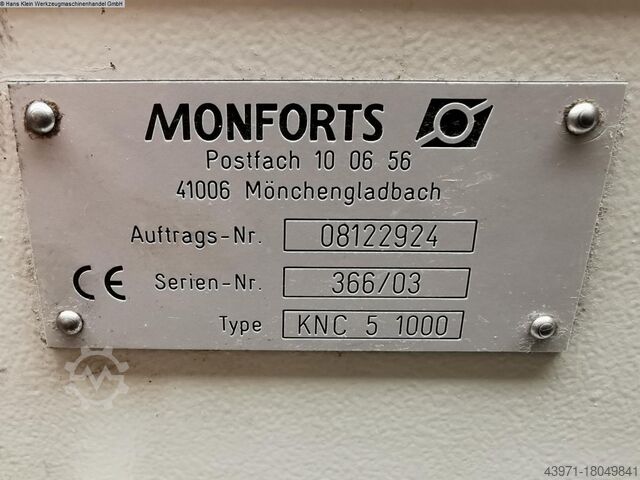 © Hans Klein Werkzeugmaschinenhandel GmbH
MONFORTS
Postfach 10 06 56
41006 Mönchengladbach
Auftrags-Nr. 08122924
CE Serien-Nr. 366/03
Type KNC 5 1000
43971-18049841